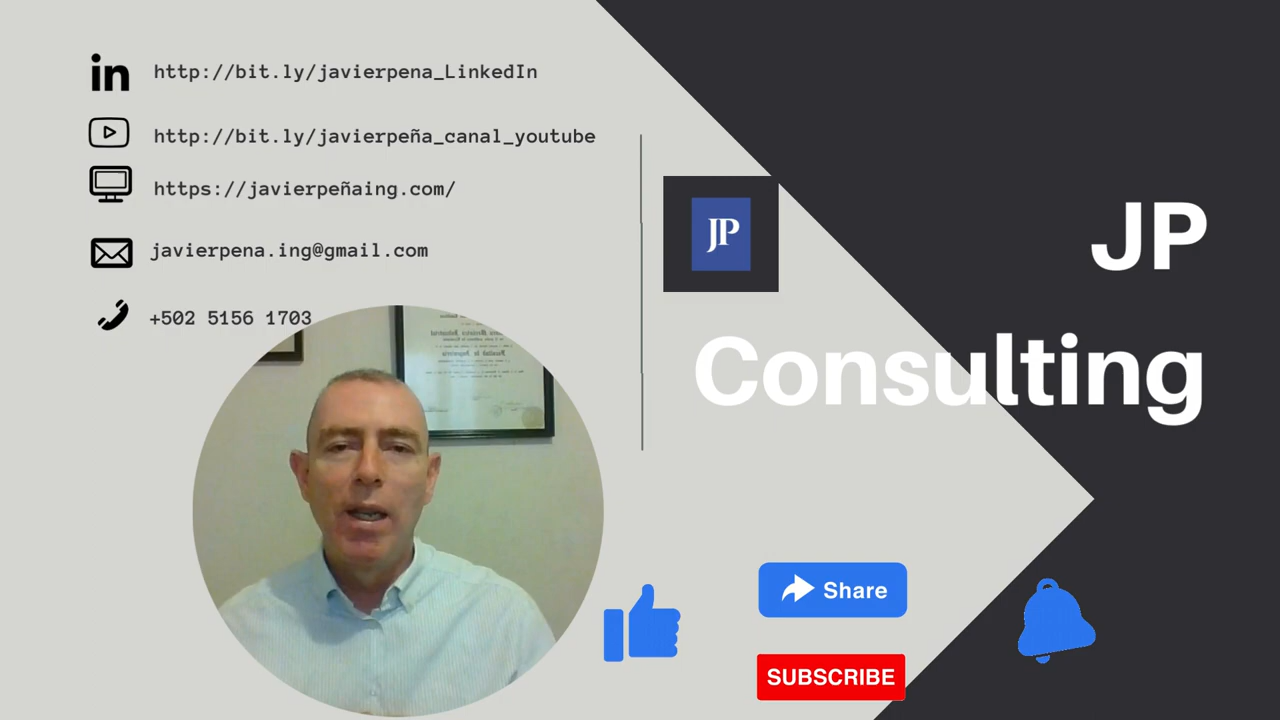 in http://bit.ly/javierpena_LinkedIn
http://bit.ly/javierpeña_canal_youtube
https://javierpeñaing.com/
javierpena.ing@gmail.com
+502 5156 1703
JP
JP
Consulting
Share
SUBSCRIBE